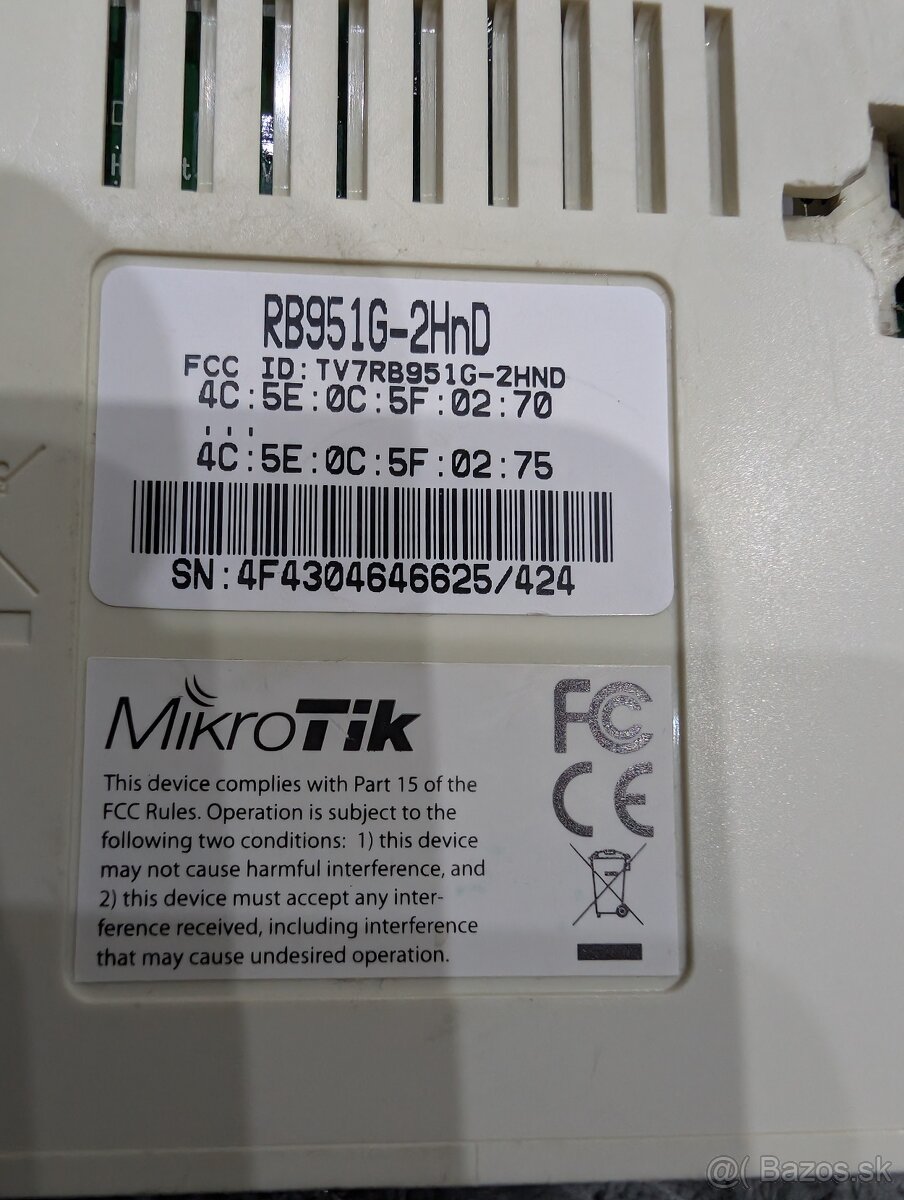 RB951G-2HnD
FCC ID:TV7RB951G-2HND
4C:5E:0C:5F:02:70
...
4C:5E:0C:5F:02:75
SN:4F4304646625/424
MikroTik
FCC
This device complies with Part 15 of the
FCC Rules. Operation is subject to the
following two conditions: 1) this device
may not cause harmful interference, and
2) this device must accept any inter-
ference received, including interference
that may cause undesired operation.
CE
@( Bazos.sk